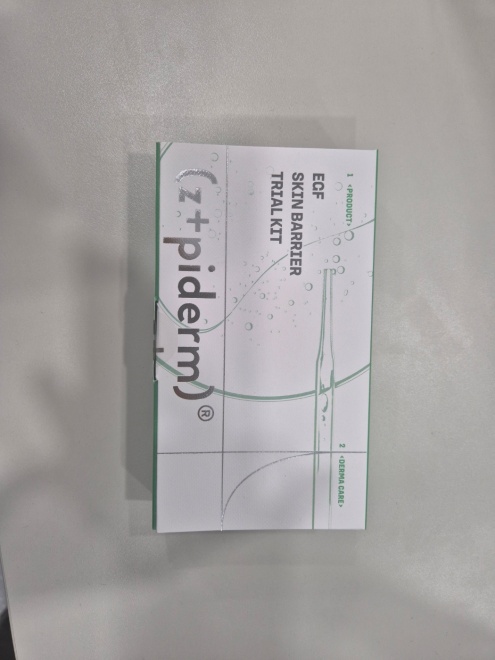 1 <PRODUCT>
EGF
SKIN BARRIER
TRIAL KIT
(z+piderm)®
2 <DERMA CARE>